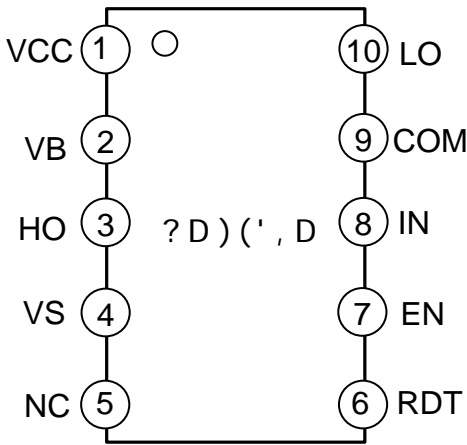 VCC 1 10 LO
VB 2 9 COM
HO 3 ?D)(',D 8 IN
VS 4 7 EN
NC 5 6 RDT